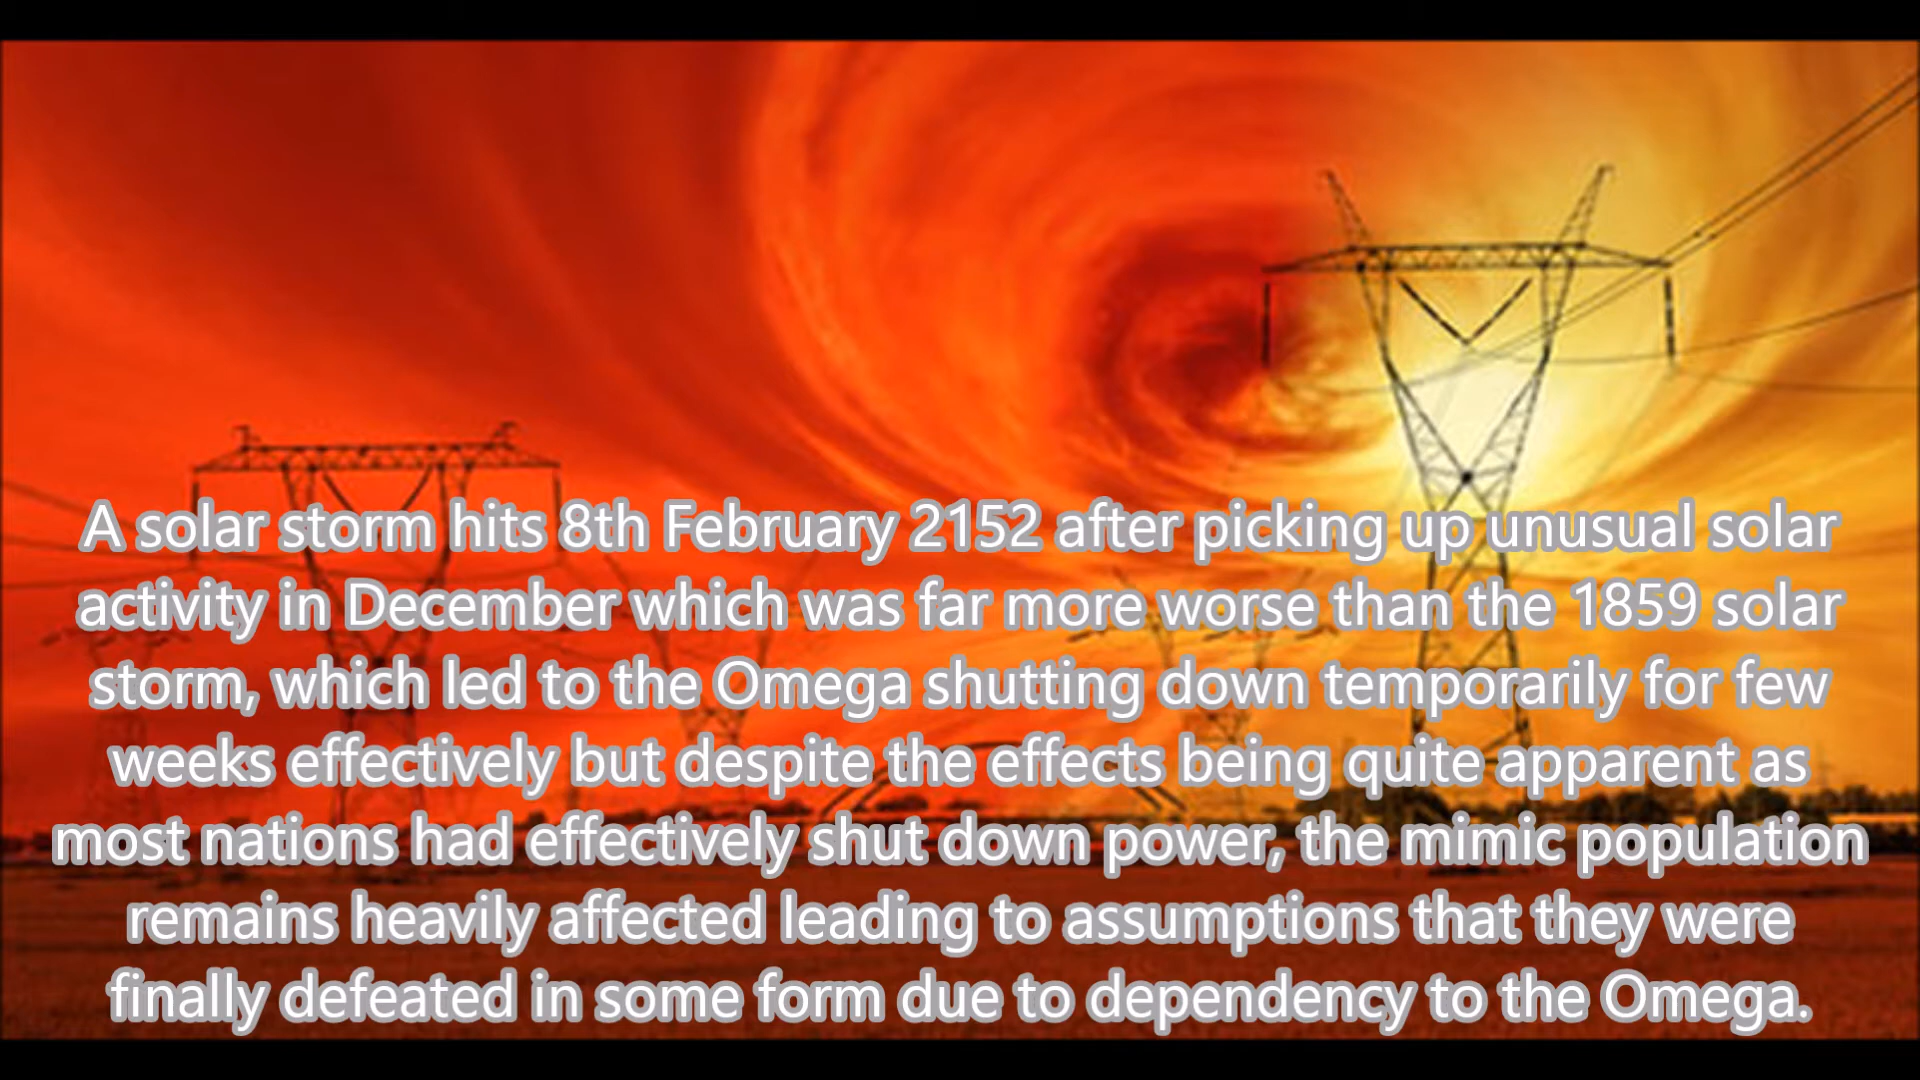 A solar storm hits 8th February 2152 after picking up unusual solar
activity in December which was far more worse than the 1859 solar
storm, which led to the Omega shutting down temporarily for few
weeks effectively but despite the effects being quite apparent as
most nations had effectively shut down power, the mimic population
remains heavily affected leading to assumptions that they were
finally defeated in some form due to dependency to the Omega.